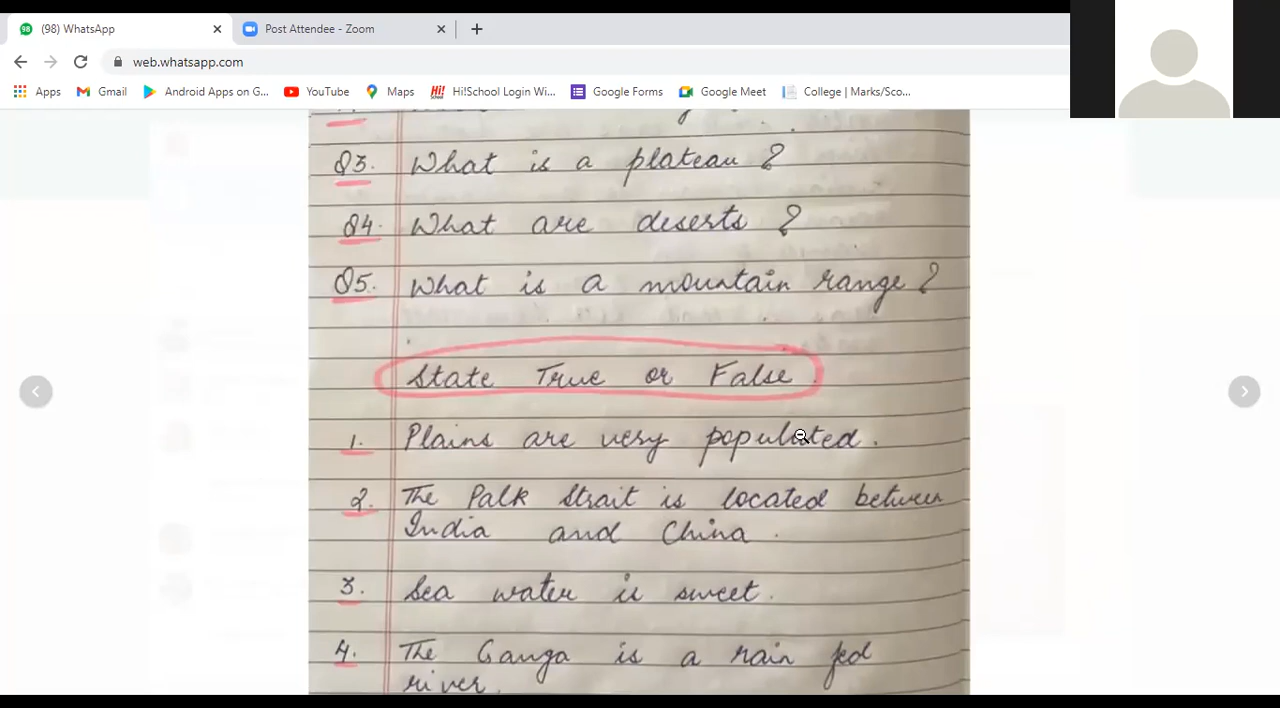 (98) WhatsApp
Post Attendee - Zoom
web.whatsapp.com
Apps
Gmail
Android Apps on G...
YouTube
Maps
Hi!School Login Wi...
Google Forms
Google Meet
College | Marks/Sco...
Q3. What is a plateau ?
Q4. What are deserts ?
Q5. What is a mountain range ?
State True or False.
1. Plains are very populated.
2. The Palk Strait is located between
India and China.
3. Sea water is sweet.
4. The Ganga is a rain fed
river.